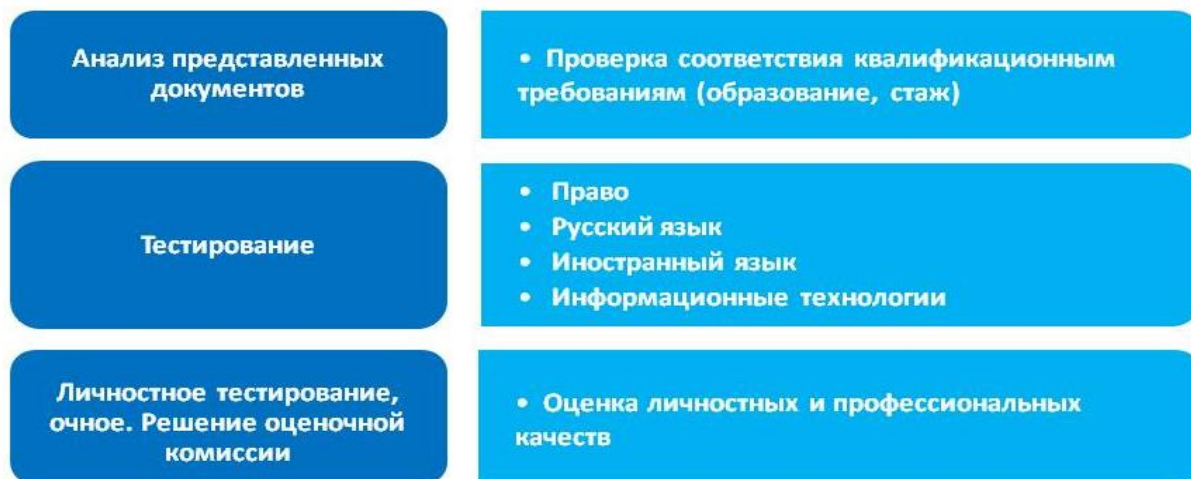 Анализ представленных
документов
• Проверка соответствия квалификационным
требованиям (образование, стаж)
Тестирование
• Право
• Русский язык
• Иностранный язык
• Информационные технологии
Личностное тестирование,
очное. Решение оценочной
комиссии
• Оценка личностных и профессиональных
качеств